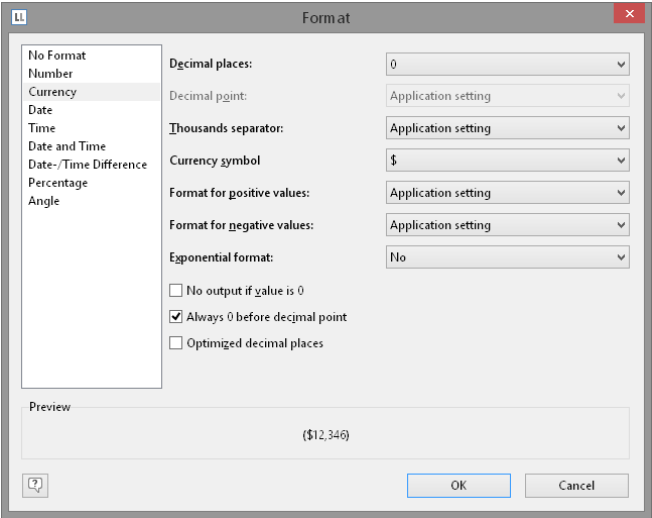 LL
Format
No Format
Number
Currency
Date
Time
Date and Time
Date-/Time Difference
Percentage
Angle
Decimal places: 0
Decimal point: Application setting
Thousands separator: Application setting
Currency symbol $
Format for positive values: Application setting
Format for negative values: Application setting
Exponential format: No
No output if value is 0
Always 0 before decimal point
Optimized decimal places
Preview
($12,346)
OK Cancel